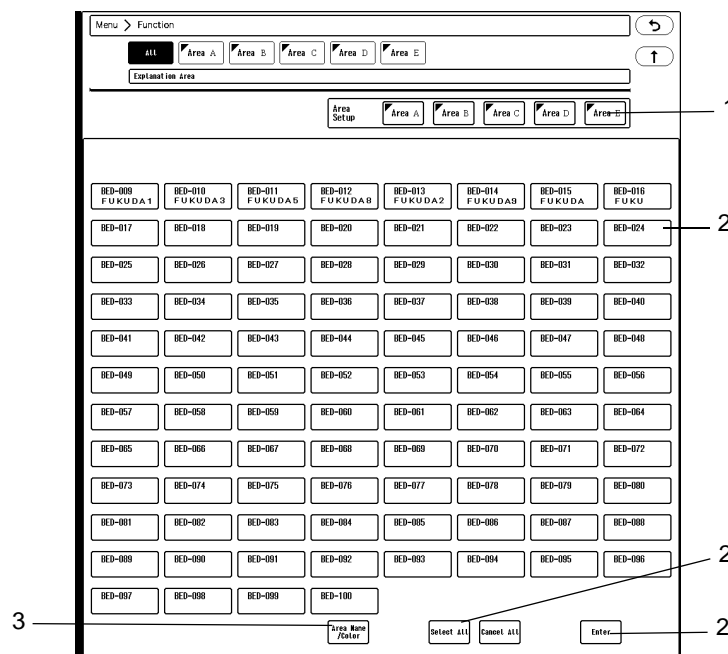 Menu > Function
All Area A Area B Area C Area D Area E
Explanation Area
Area Setup Area A Area B Area C Area D Area E 1
BED-009 BED-010 BED-011 BED-012 BED-013 BED-014 BED-015 BED-016
FUKUDA1 FUKUDA3 FUKUDA5 FUKUDA8 FUKUDA2 FUKUDA9 FUKUDA FUKU
BED-017 BED-018 BED-019 BED-020 BED-021 BED-022 BED-023 BED-024 2
BED-025 BED-026 BED-027 BED-028 BED-029 BED-030 BED-031 BED-032
BED-033 BED-034 BED-035 BED-036 BED-037 BED-038 BED-039 BED-040
BED-041 BED-042 BED-043 BED-044 BED-045 BED-046 BED-047 BED-048
BED-049 BED-050 BED-051 BED-052 BED-053 BED-054 BED-055 BED-056
BED-057 BED-058 BED-059 BED-060 BED-061 BED-062 BED-063 BED-064
BED-065 BED-066 BED-067 BED-068 BED-069 BED-070 BED-071 BED-072
BED-073 BED-074 BED-075 BED-076 BED-077 BED-078 BED-079 BED-080
BED-081 BED-082 BED-083 BED-084 BED-085 BED-086 BED-087 BED-088
BED-089 BED-090 BED-091 BED-092 BED-093 BED-094 BED-095 BED-096 2
BED-097 BED-098 BED-099 BED-100
3 Area Name /Color Select All Cancel All Enter 2